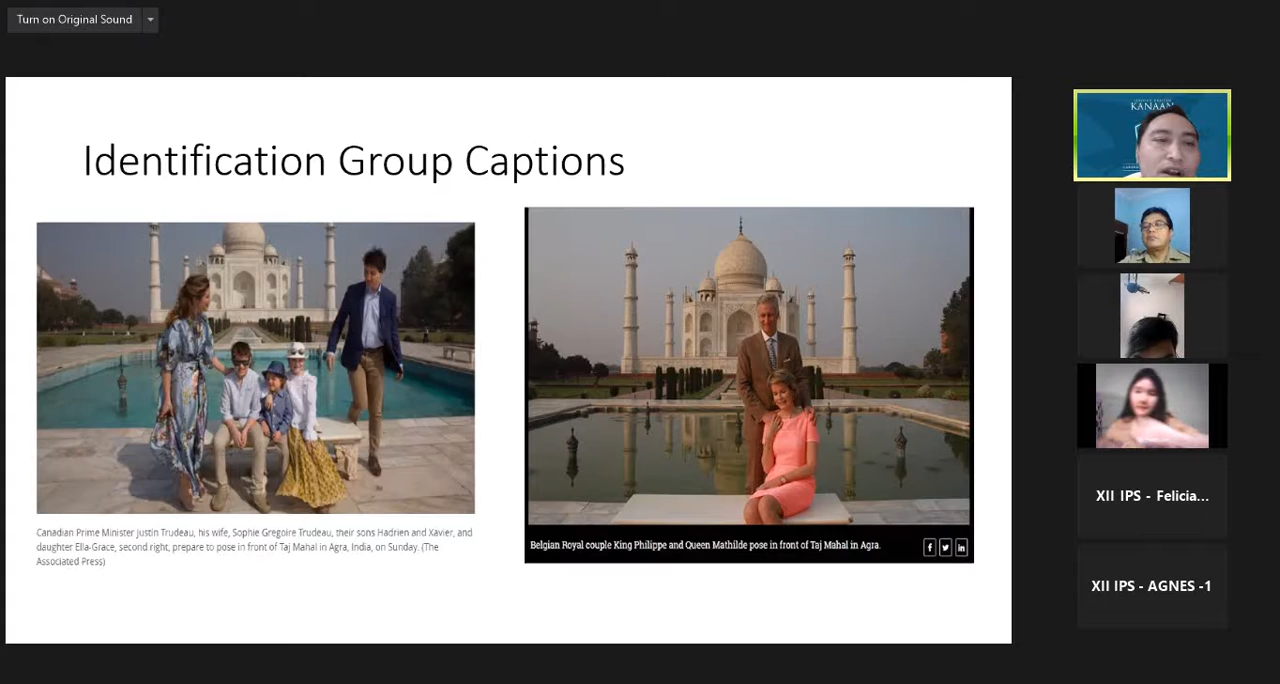 Turn on Original Sound
Identification Group Captions
Canadian Prime Minister Justin Trudeau, his wife, Sophie Gregoire Trudeau, their sons Hadrien and Xavier, and
daughter Ella-Grace, second right, prepare to pose in front of Taj Mahal in Agra, India, on Sunday. (The
Associated Press)
Belgian Royal couple King Philippe and Queen Mathilde pose in front of Taj Mahal in Agra.
KANAAN
XII IPS - Felicia...
XII IPS - AGNES -1